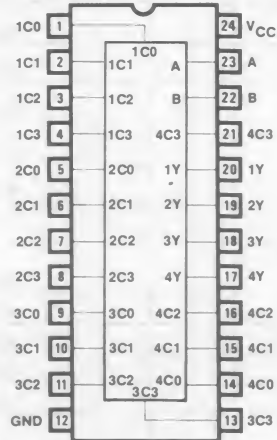 1C0 1 24 VCC
1C0
1C1 2 1C1 A 23 A
1C2 3 1C2 B 22 B
1C3 4 1C3 4C3 21 4C3
2C0 5 2C0 1Y 20 1Y
2C1 6 2C1 2Y 19 2Y
2C2 7 2C2 3Y 18 3Y
2C3 8 2C3 4Y 17 4Y
3C0 9 3C0 4C2 16 4C2
3C1 10 3C1 4C1 15 4C1
3C2 11 3C2 4C0 14 4C0
3C3
GND 12 13 3C3